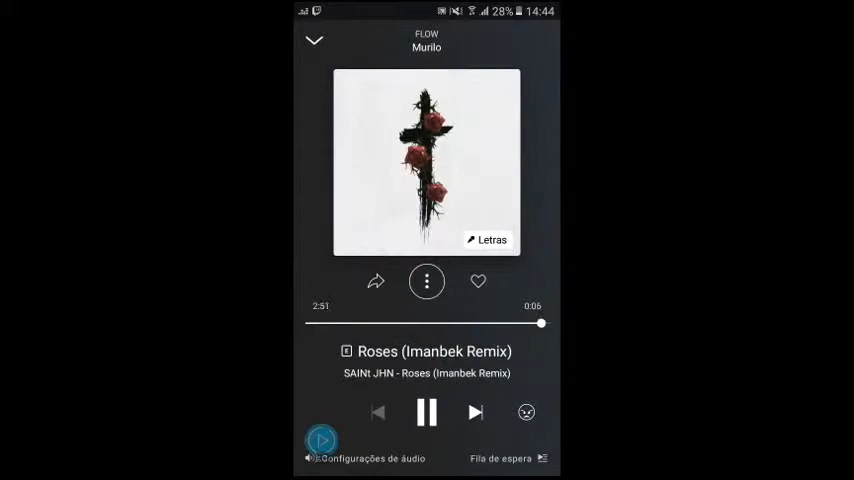 28% 14:44
FLOW
Murilo
Letras
2:51 0:06
E Roses (Imanbek Remix)
SAINt JHN - Roses (Imanbek Remix)
Configurações de áudio Fila de espera